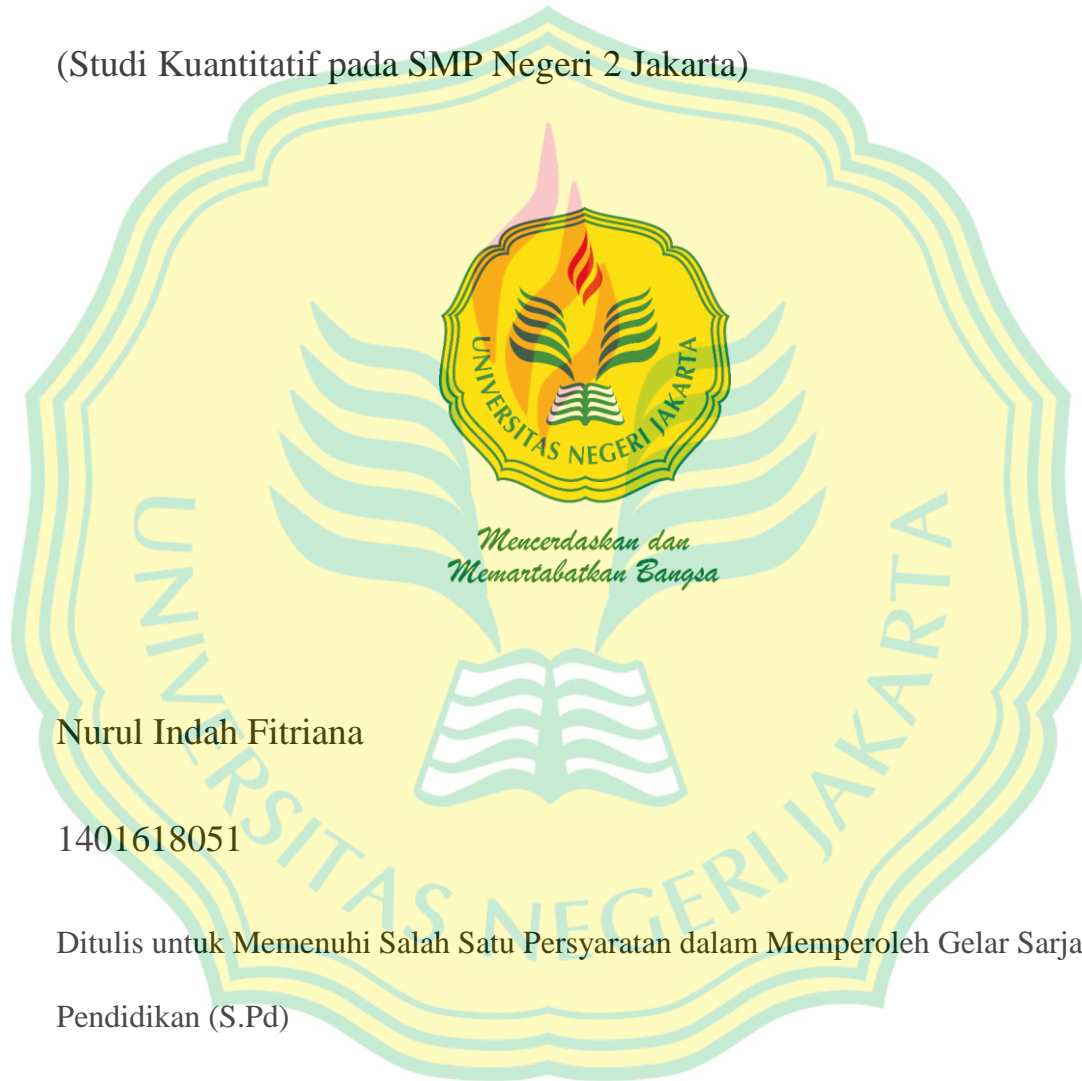 (Studi Kuantitatif pada SMP Negeri 2 Jakarta)
UNIVERSITAS NEGERI JAKARTA
Mencerdaskan dan
Memartabatkan Bangsa
UNIVERSITAS NEGERI JAKARTA
Nurul Indah Fitriana
1401618051
Ditulis untuk Memenuhi Salah Satu Persyaratan dalam Memperoleh Gelar Sarja
Pendidikan (S.Pd)